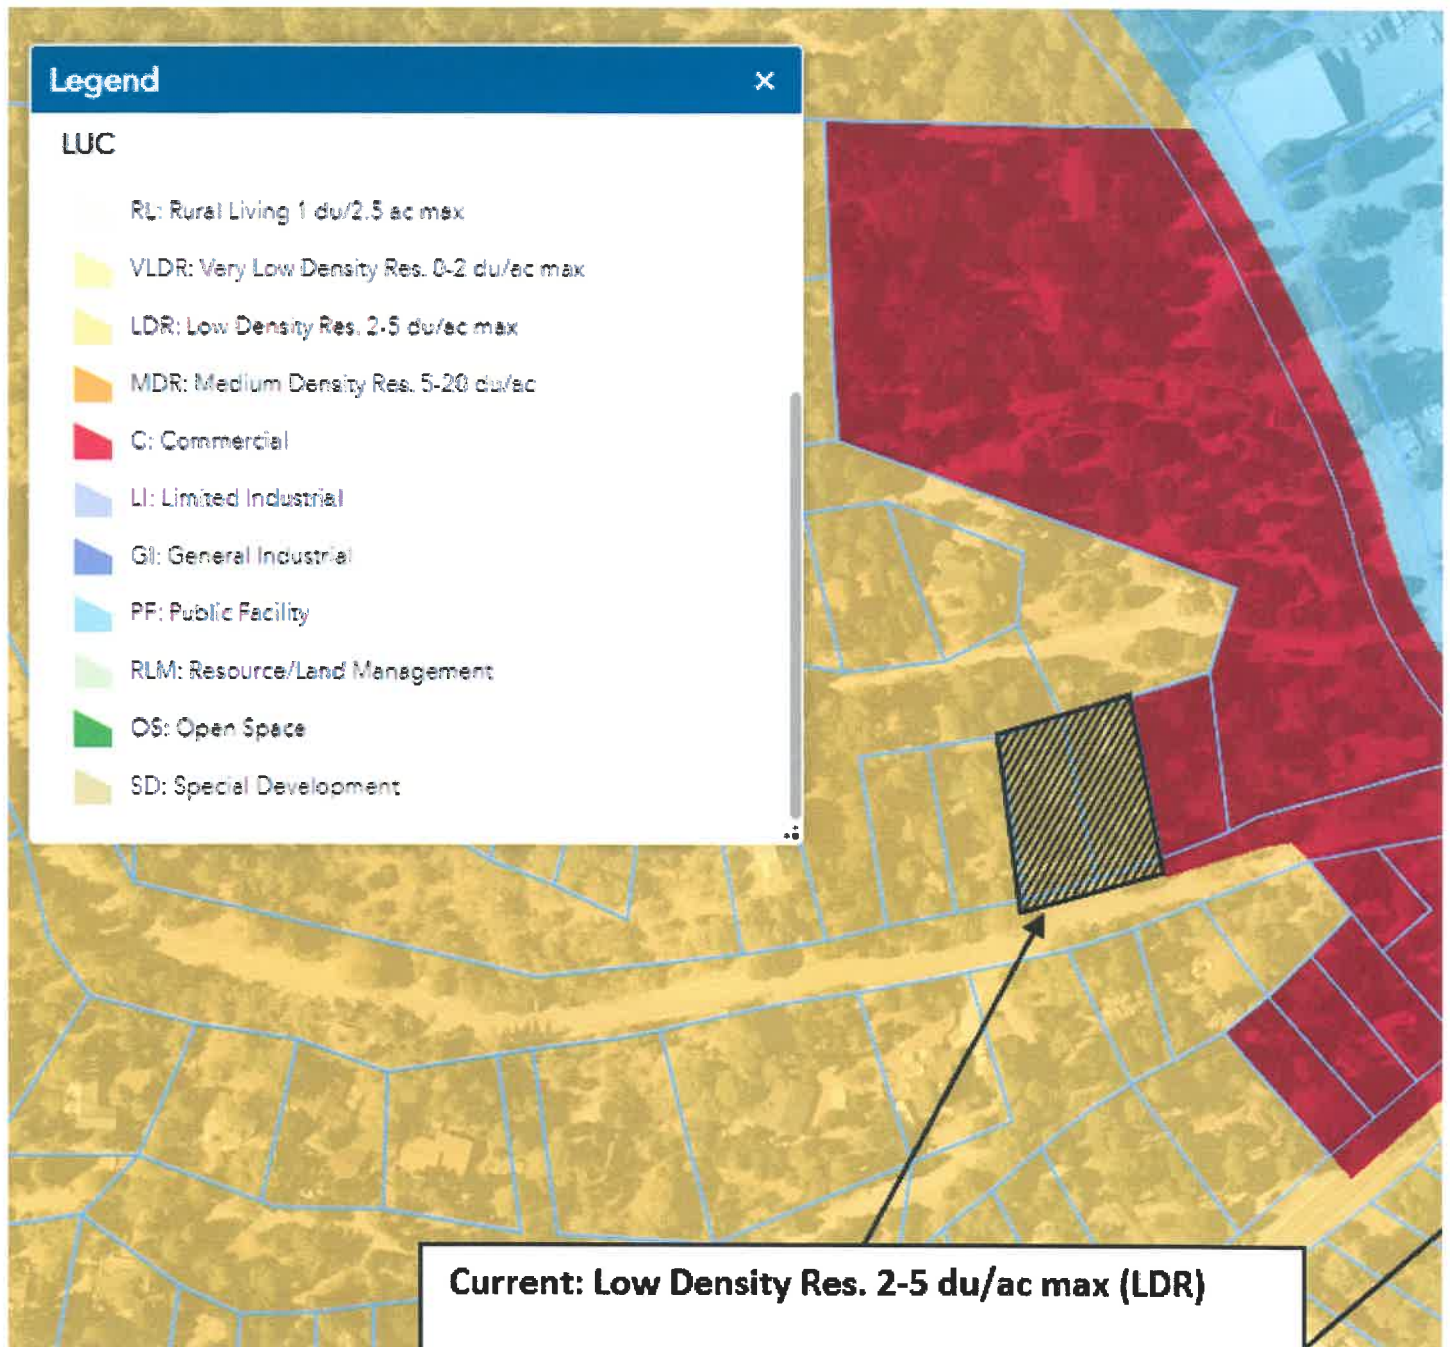 Legend ×
LUC
RL: Rural Living 1 du/2.5 ac max
VLDR: Very Low Density Res. 0-2 du/ac max
LDR: Low Density Res. 2-5 du/ac max
MDR: Medium Density Res. 5-20 du/ac
C: Commercial
LI: Limited Industrial
GI: General Industrial
PF: Public Facility
RLM: Resource/Land Management
OS: Open Space
SD: Special Development
Current: Low Density Res. 2-5 du/ac max (LDR)